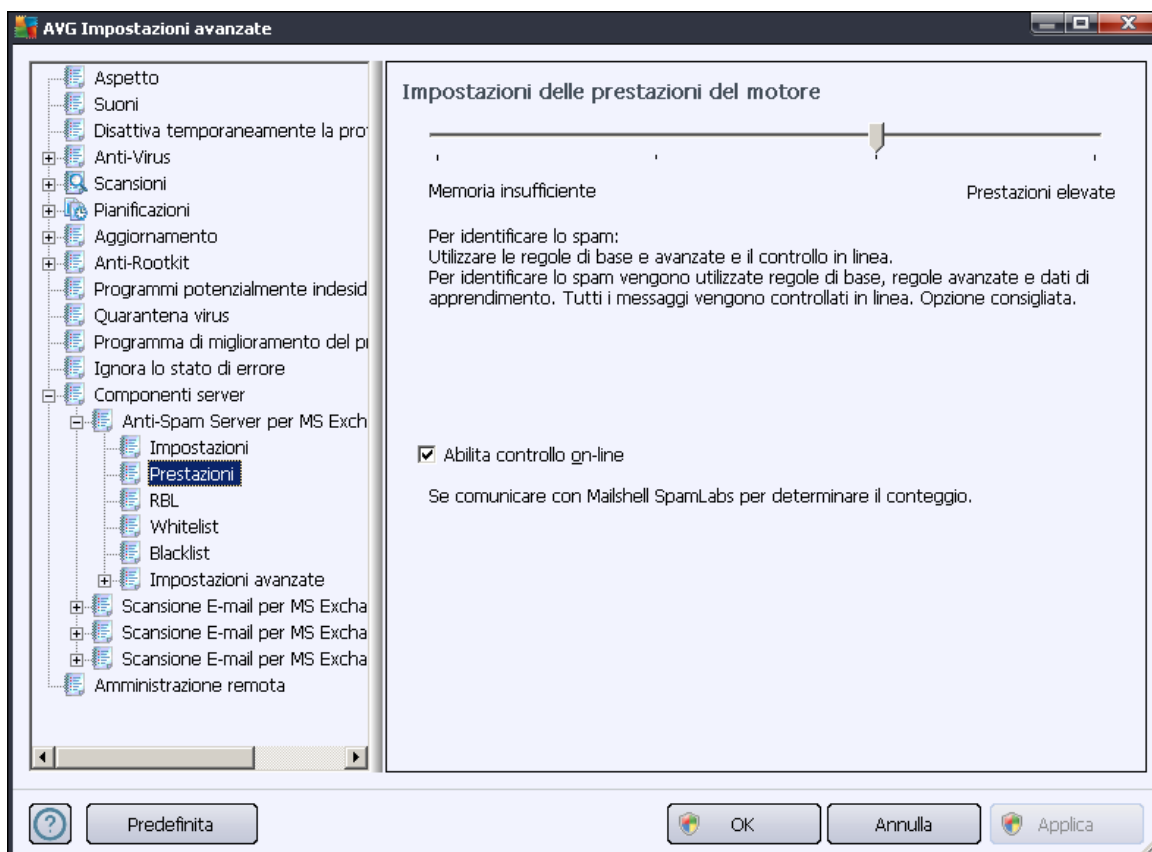 AVG Impostazioni avanzate
Aspetto
Suoni
Disattiva temporaneamente la pro
Anti-Virus
Scansioni
Pianificazioni
Aggiornamento
Anti-Rootkit
Programmi potenzialmente indesid
Quarantena virus
Programma di miglioramento del p
Ignora lo stato di errore
Componenti server
Anti-Spam Server per MS Exch
Impostazioni
Prestazioni
RBL
Whitelist
Blacklist
Impostazioni avanzate
Scansione E-mail per MS Excha
Scansione E-mail per MS Excha
Scansione E-mail per MS Excha
Amministrazione remota
Impostazioni delle prestazioni del motore
Memoria insufficiente
Prestazioni elevate
Per identificare lo spam:
Utilizzare le regole di base e avanzate e il controllo in linea.
Per identificare lo spam vengono utilizzate regole di base, regole avanzate e dati di
apprendimento. Tutti i messaggi vengono controllati in linea. Opzione consigliata.
Abilita controllo on-line
Se comunicare con Mailshell SpamLabs per determinare il conteggio.
Predefinita
OK
Annulla
Applica